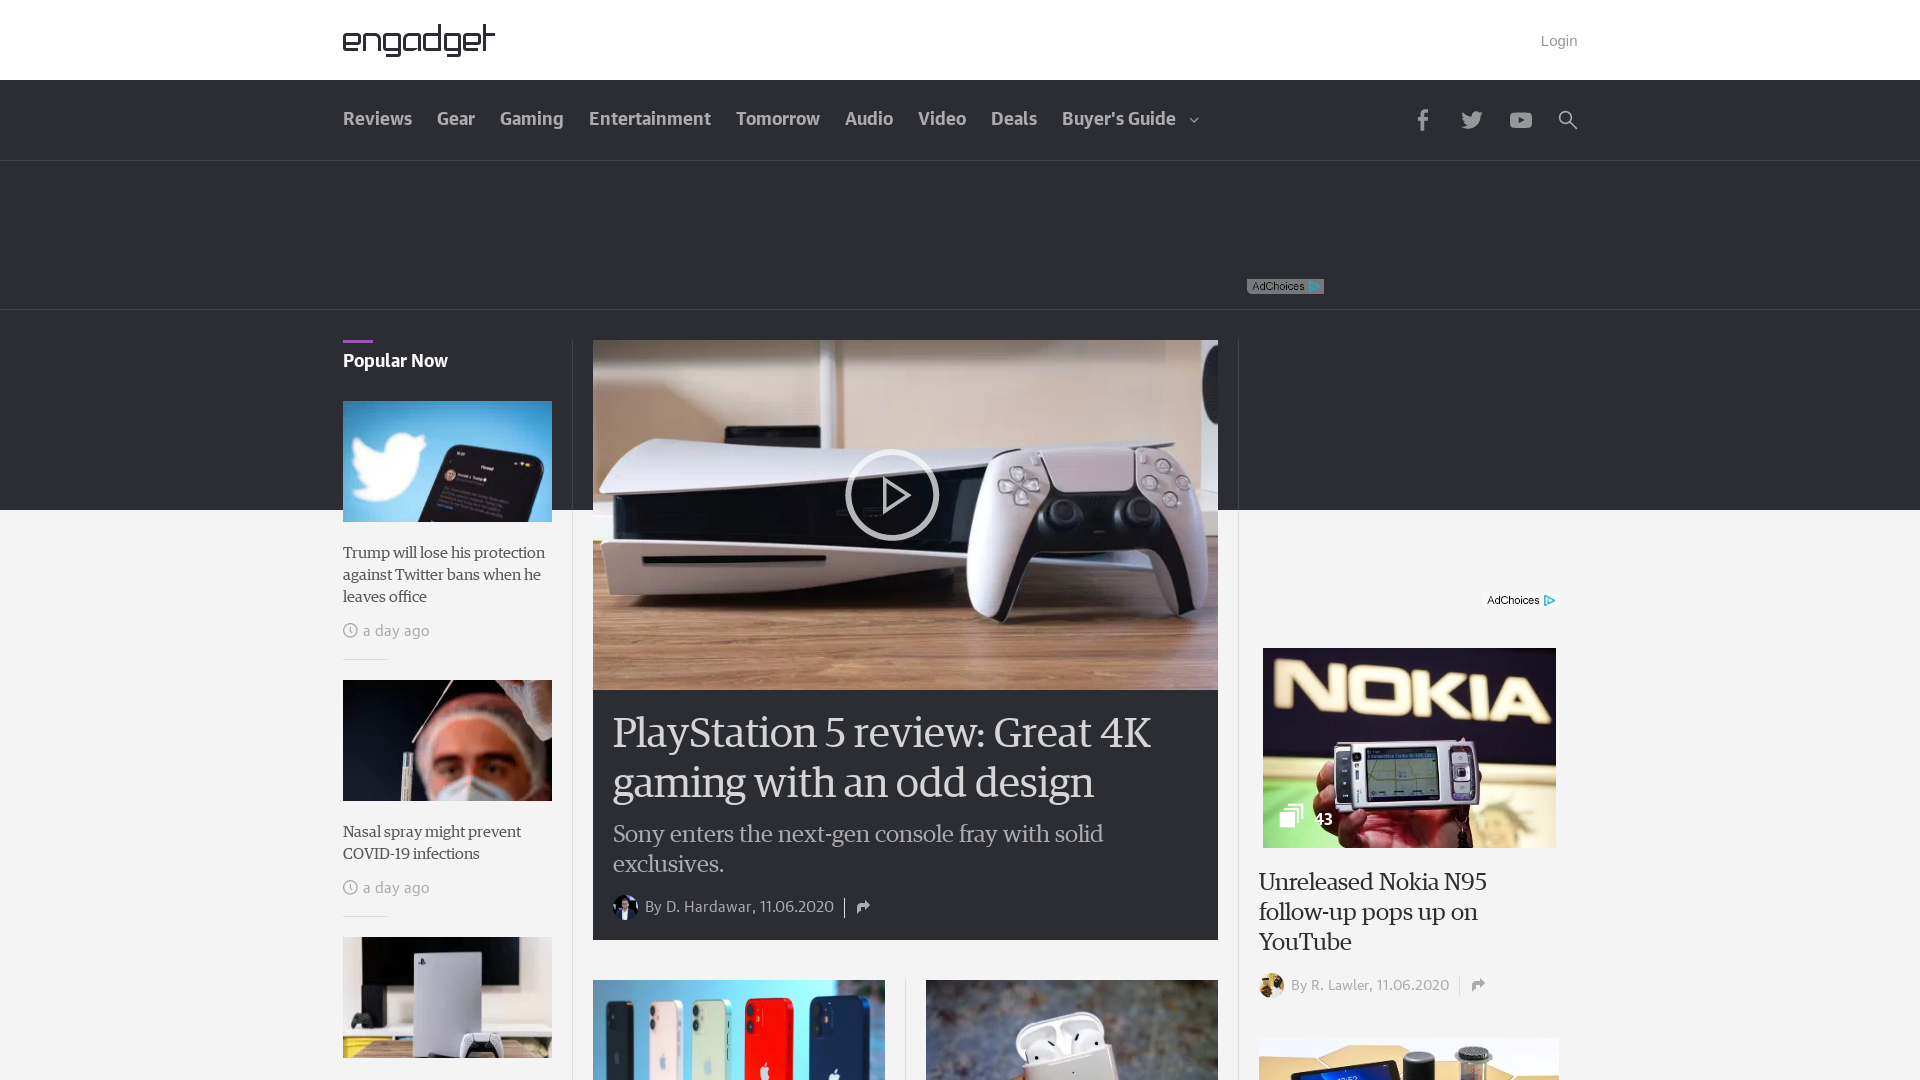 engadget
Login
Reviews Gear Gaming Entertainment Tomorrow Audio Video Deals Buyer's Guide
AdChoices
Popular Now
Trump will lose his protection
against Twitter bans when he
leaves office
a day ago
Nasal spray might prevent
COVID-19 infections
a day ago
PlayStation 5 review: Great 4K
gaming with an odd design
Sony enters the next-gen console fray with solid
exclusives.
By D. Hardawar, 11.06.2020
AdChoices
NOKIA
43
Unreleased Nokia N95
follow-up pops up on
YouTube
By R. Lawler, 11.06.2020